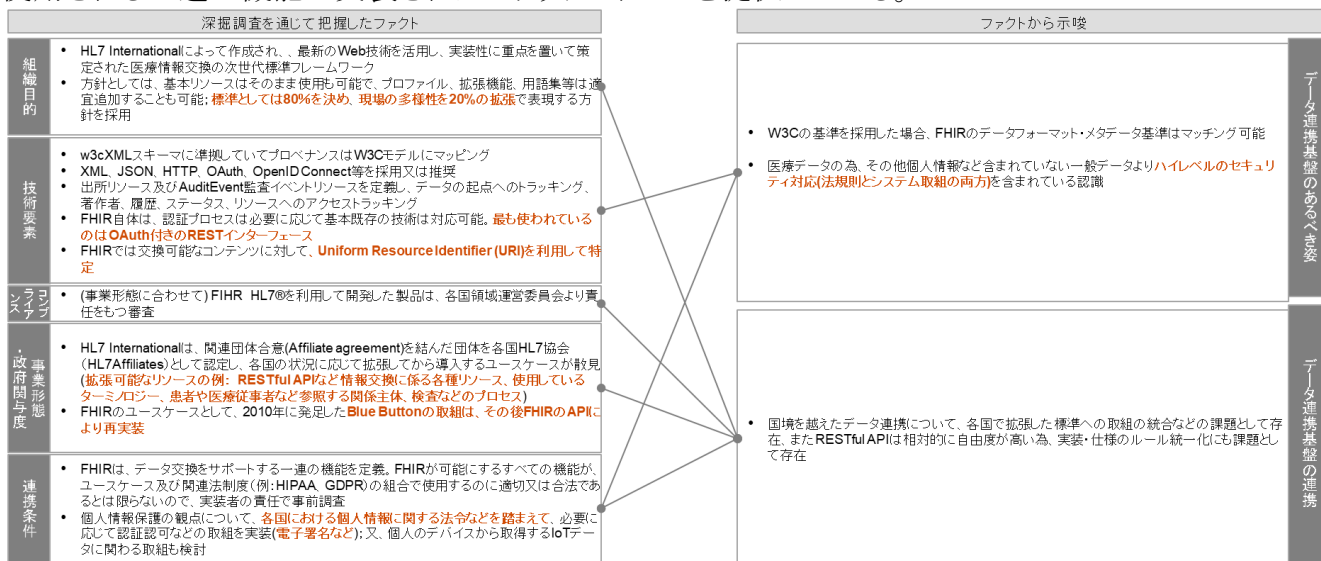 深掘調査を通じて把握したファクト
ファクトから示唆
組織目的
• HL7 Internationalによって作成され、、最新のWeb技術を活用し、実装性に重点を置いて策
定された医療情報交換の次世代標準フレームワーク
• 方針としては、基本リソースはそのまま使用も可能で、プロファイル、拡張機能、用語集等は適
宜追加することも可能; 標準としては80%を決め、現場の多様性を20%の拡張で表現する方
針を採用
技術要素
• w3cXMLスキーマに準拠していてプロベナンスはW3Cモデルにマッピング
• XML、JSON、HTTP、OAuth、OpenID Connect等を採用又は推奨
• 出所リソース及びAuditEvent監査イベントリソースを定義し、データの起点へのトラッキング、
著作者、履歴、ステータス、リソースへのアクセストラッキング
• FHIR自体は、認証プロセスは必要に応じて基本既存の技術は対応可能。最も使われている
のはOAuth付きのRESTインターフェース
• FHIRでは交換可能なコンテンツに対して、Uniform Resource Identifier (URI)を利用して特
定
コンプライアンス
• (事業形態に合わせて) FIHR HL7®を利用して開発した製品は、各国領域運営委員会より責
任をもつ審査
事業形態・政府関与度
• HL7 Internationalは、関連団体合意(Affiliate agreement)を結んだ団体を各国HL7協会
(HL7Affiliates)として認定し、各国の状況に応じて拡張してから導入するユースケースが散見
(拡張可能なリソースの例: RESTful APIなど情報交換に係る各種リソース、使用している
ターミノロジー、患者や医療従事者など参照する関係主体、検査などのプロセス)
• FHIRのユースケースとして、2010年に発足したBlue Buttonの取組は、その後FHIRのAPIに
より再実装
連携条件
• FHIRは、データ交換をサポートする一連の機能を定義。FHIRが可能にするすべての機能が、
ユースケース及び関連法制度(例:HIPAA、GDPR)の組合で使用するのに適切又は合法であ
るとは限らないので、実装者の責任で事前調査
• 個人情報保護の観点について、各国における個人情報に関する法令などを踏まえて、必要に
応じて認証認可などの取組を実装(電子署名など); 又、個人のデバイスから取得するIoTデー
タに関わる取組も検討
• W3Cの基準を採用した場合、FHIRのデータフォーマット・メタデータ基準はマッチング可能
• 医療データの為、その他個人情報など含まれていない一般データよりハイレベルのセキュリ
ティ対応(法規則とシステム取組の両方)を含まれている認識
データ連携基盤のあるべき姿
• 国境を越えたデータ連携について、各国で拡張した標準への取組の統合などの課題として存
在、またRESTful APIは相対的に自由度が高い為、実装・仕様のルール統一化にも課題とし
て存在
データ連携基盤の連携